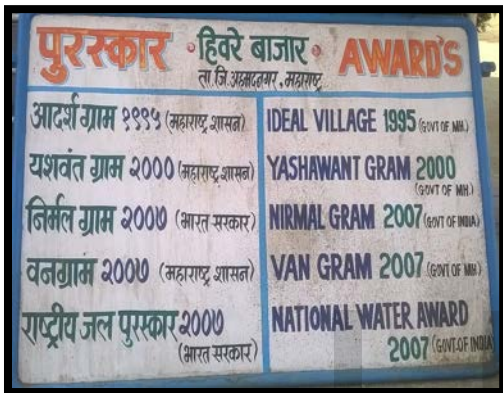 पुरस्कार •हिवरे बाजार• AWARD'S
ता.जि.अहमदनगर, महाराष्ट्र
आदर्श ग्राम १९९५ (महाराष्ट्र शासन)
यशवंत ग्राम २००० (महाराष्ट्र शासन)
निर्मल ग्राम २००७ (भारत सरकार)
वनग्राम २००७ (महाराष्ट्र शासन)
राष्ट्रीय जल पुरस्कार २००७
(भारत सरकार)
IDEAL VILLAGE 1995 (GOVT OF MH.)
YASHAWANT GRAM 2000
(GOVT OF MH.)
NIRMAL GRAM 2007 (GOVT OF INDIA)
VAN GRAM 2007 (GOVT OF MH)
NATIONAL WATER AWARD
2007 (GOVT.OF INDIA